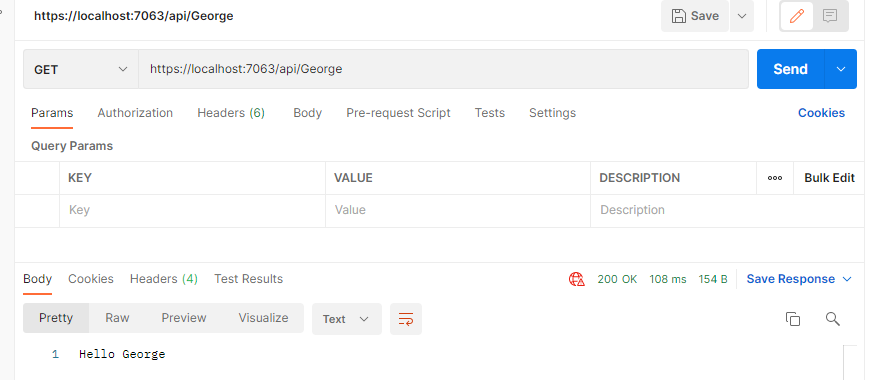 https://localhost:7063/api/George
Save
GET
https://localhost:7063/api/George
Send
Params Authorization Headers (6) Body Pre-request Script Tests Settings Cookies
Query Params
KEY VALUE DESCRIPTION Bulk Edit
Key Value Description
Body Cookies Headers (4) Test Results 200 OK 108 ms 154 B Save Response
Pretty Raw Preview Visualize Text
1 Hello George